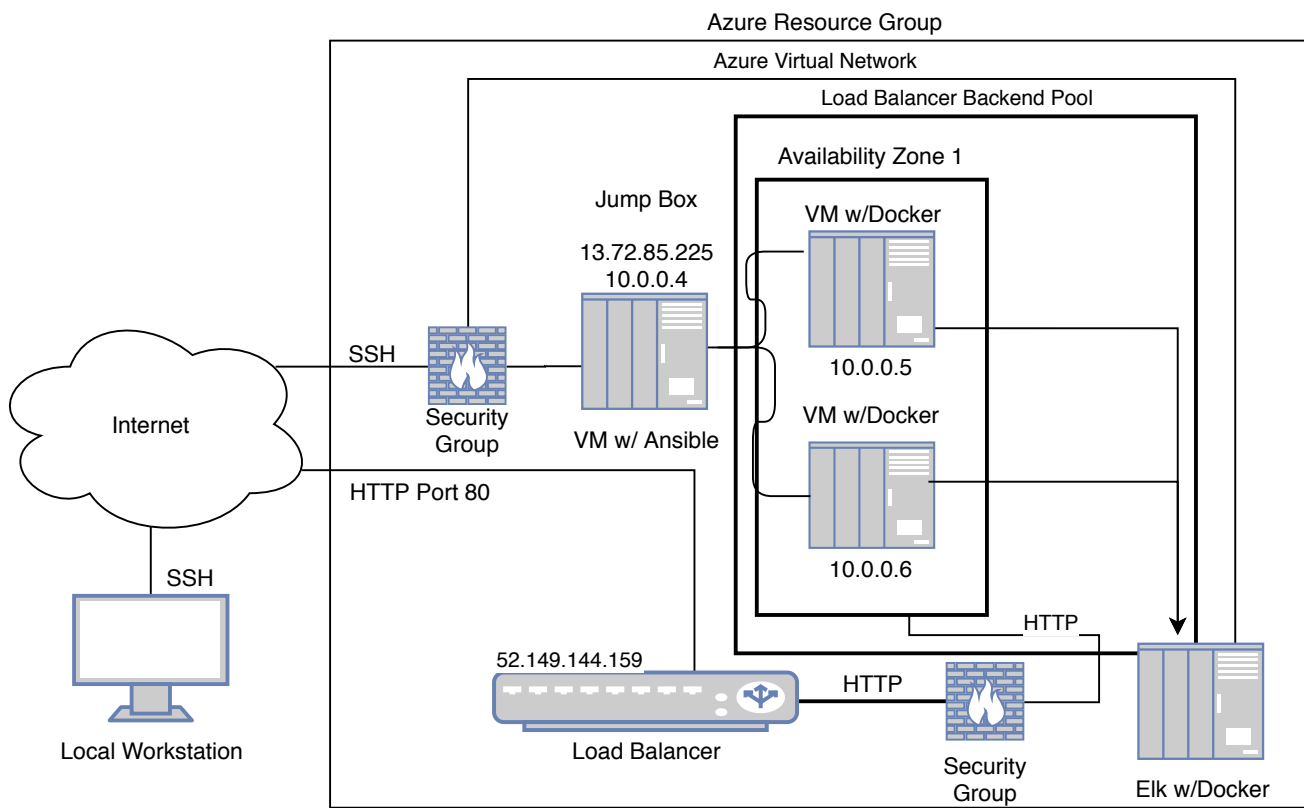 Azure Resource Group
Azure Virtual Network
Load Balancer Backend Pool
Availability Zone 1
Jump Box
13.72.85.225
10.0.0.4
VM w/Docker
10.0.0.5
SSH
Security
Group
VM w/ Ansible
VM w/Docker
10.0.0.6
Internet
HTTP Port 80
SSH
HTTP
52.149.144.159
HTTP
Local Workstation
Load Balancer
Security
Group
Elk w/Docker